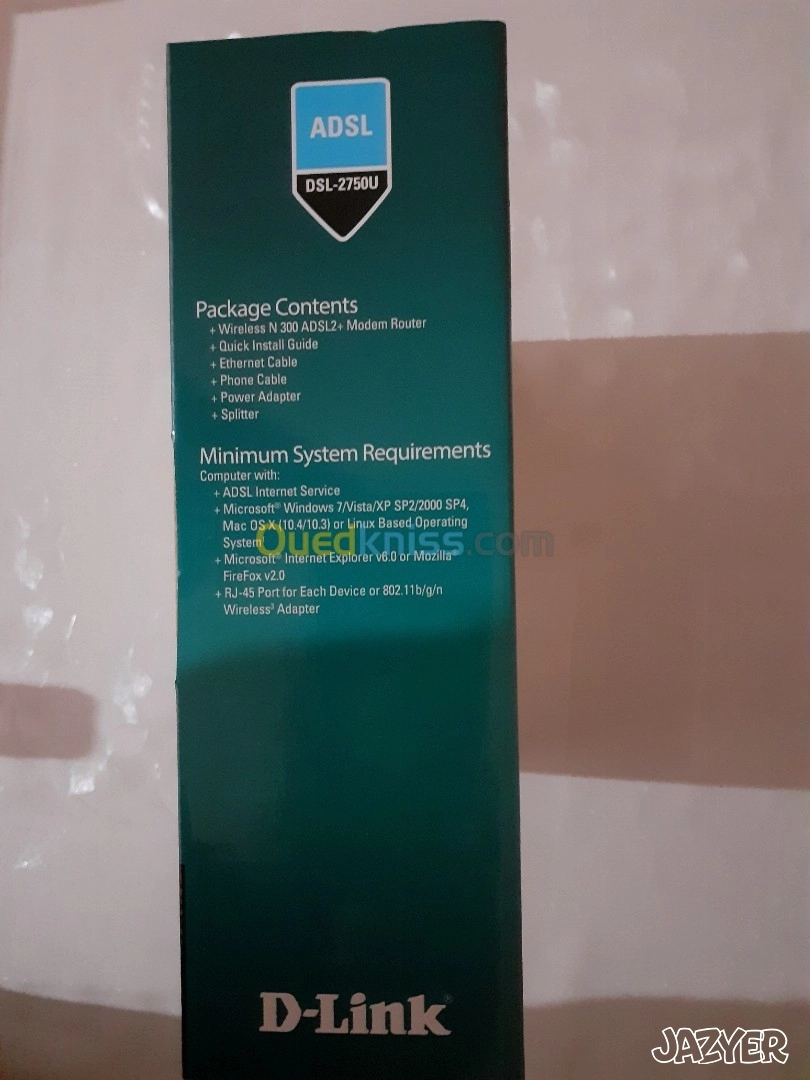 ADSL
DSL-2750U
Package Contents
+ Wireless N 300 ADSL2+ Modem Router
+ Quick Install Guide
+ Ethernet Cable
+ Phone Cable
+ Power Adapter
+ Splitter
Minimum System Requirements
Computer with:
+ ADSL Internet Service
+ Microsoft® Windows 7/Vista/XP SP2/2000 SP4,
Mac OS X (10.4/10.3) or Linux Based Operating
System
Ouedkniss.com
+ Microsoft® Internet Explorer v6.0 or Mozilla
FireFox v2.0
+ RJ-45 Port for Each Device or 802.11b/g/n
Wireless³ Adapter
D-Link®
JAZYER